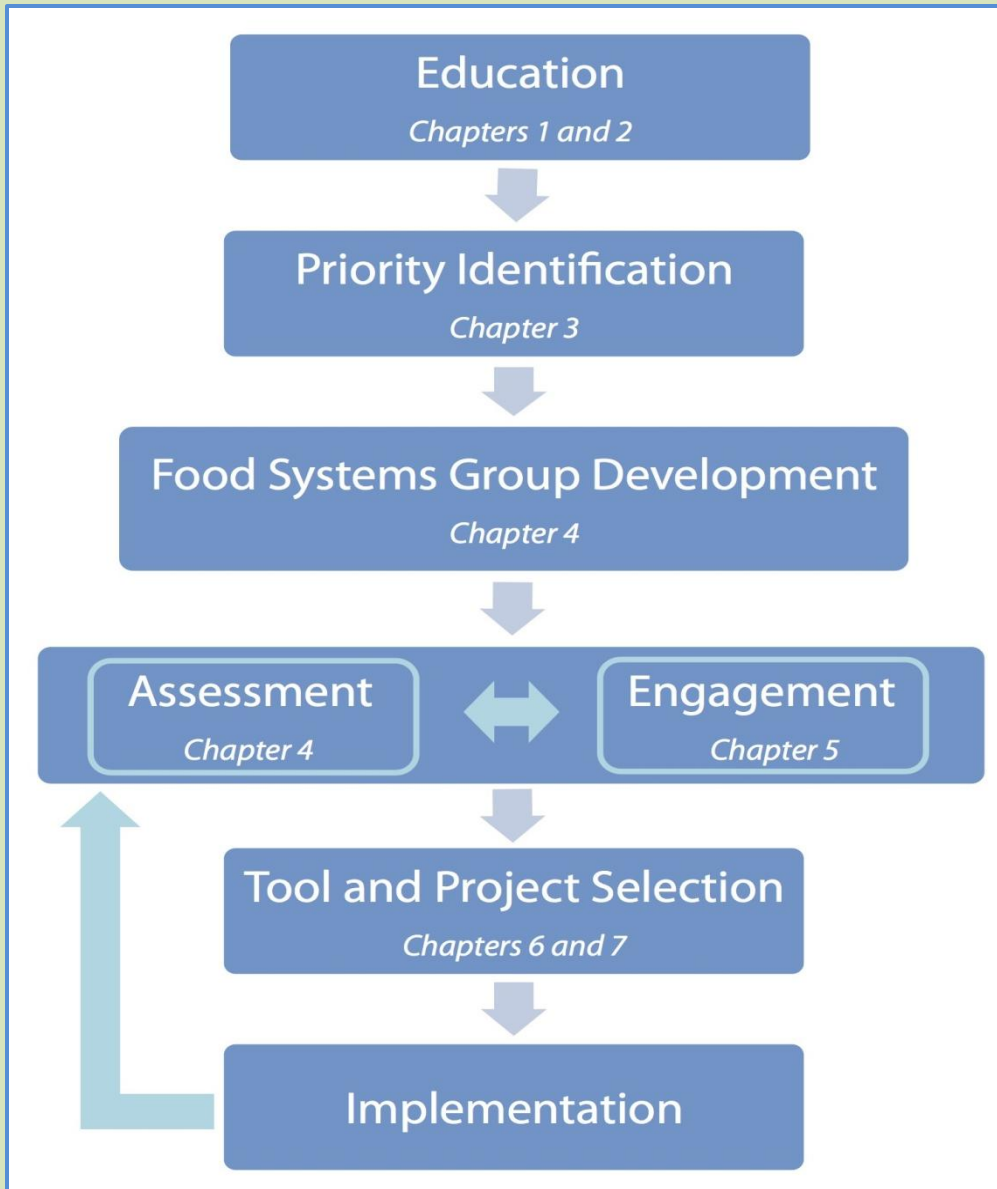 Education
Chapters 1 and 2
Priority Identification
Chapter 3
Food Systems Group Development
Chapter 4
Assessment
Chapter 4
Engagement
Chapter 5
Tool and Project Selection
Chapters 6 and 7
Implementation